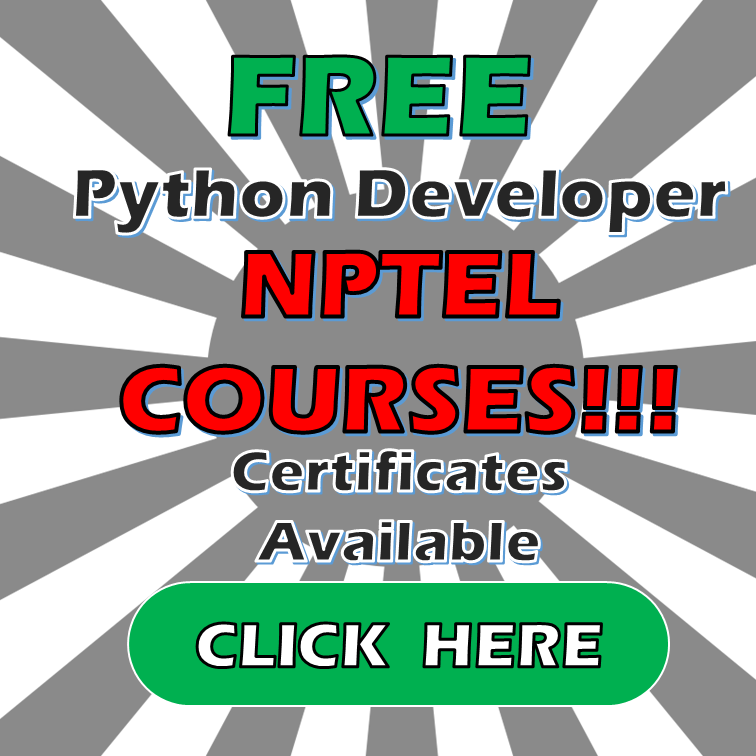 FREE
Python Developer
NPTEL
COURSES!!!
Certificates
Available
CLICK HERE